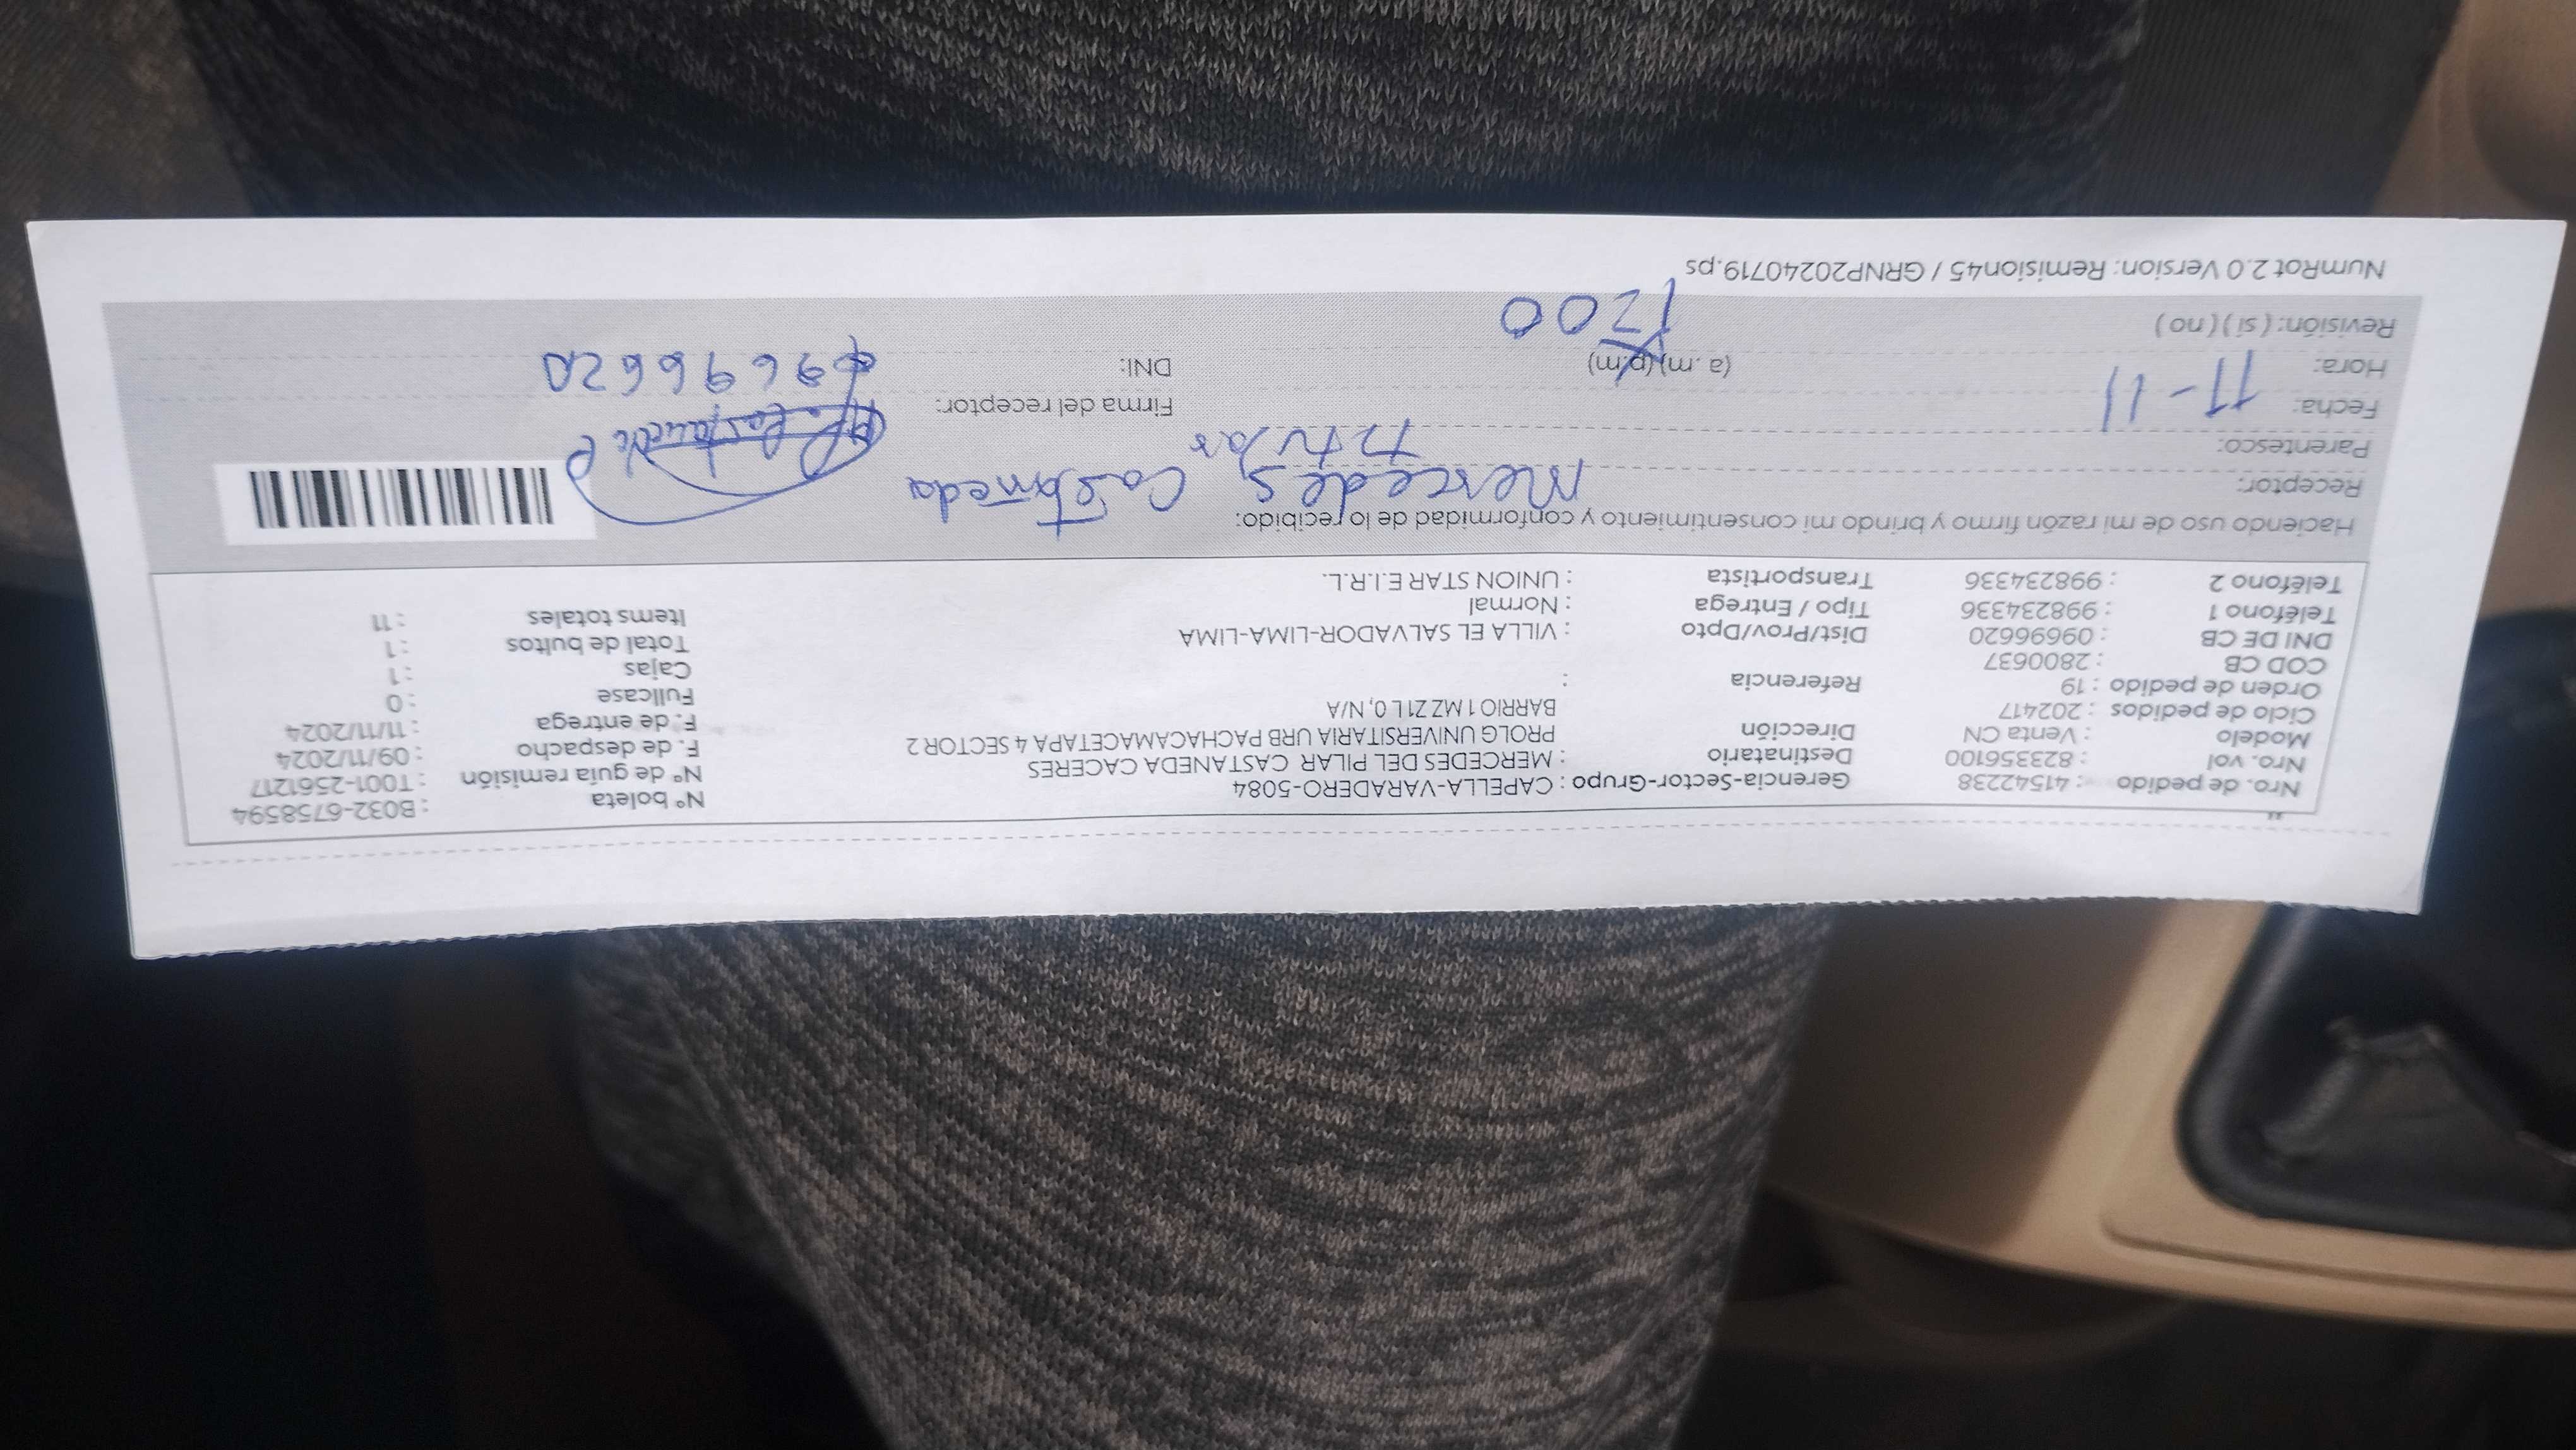 Nro. de pedido : 41542238 Gerencia-Sector-Grupo : CAPELLA-VARADERO-5084 N° boleta : B032-6758594
Nro. vol : 823356100 Destinatario : MERCEDES DEL PILAR CASTANEDA CACERES N° de guía remisión : T001-2561217
Modelo : Venta CN Dirección PROLG UNIVERSITARIA URB PACHACAMACETAPA 4 SECTOR 2 F. de despacho : 09/11/2024
Ciclo de pedidos : 202417 BARRIO 1 MZ Z1 L 0, N/A F. de entrega : 11/11/2024
Orden de pedido : 19 Referencia : Fullcase : 0
COD CB : 2800637 Cajas : 1
DNI DE CB : 09696620 Dist/Prov/Dpto : VILLA EL SALVADOR-LIMA-LIMA Total de bultos : 1
Teléfono 1 : 998234336 Tipo / Entrega : Normal Items totales : 11
Teléfono 2 : 998234336 Transportista : UNION STAR E.I.R.L.
Haciendo uso de mi razón firmo y brindo mi consentimiento y conformidad de lo recibido:
Receptor: Mercedes Castañeda
Parentesco: titular
Fecha: 11-11 Firma del receptor:
Hora: (a. m) (p.m) DNI: 09696620
Revisión: ( si ) ( no ) 1200
NumRot 2.0 Version: Remision45 / GRNP20240719.ps